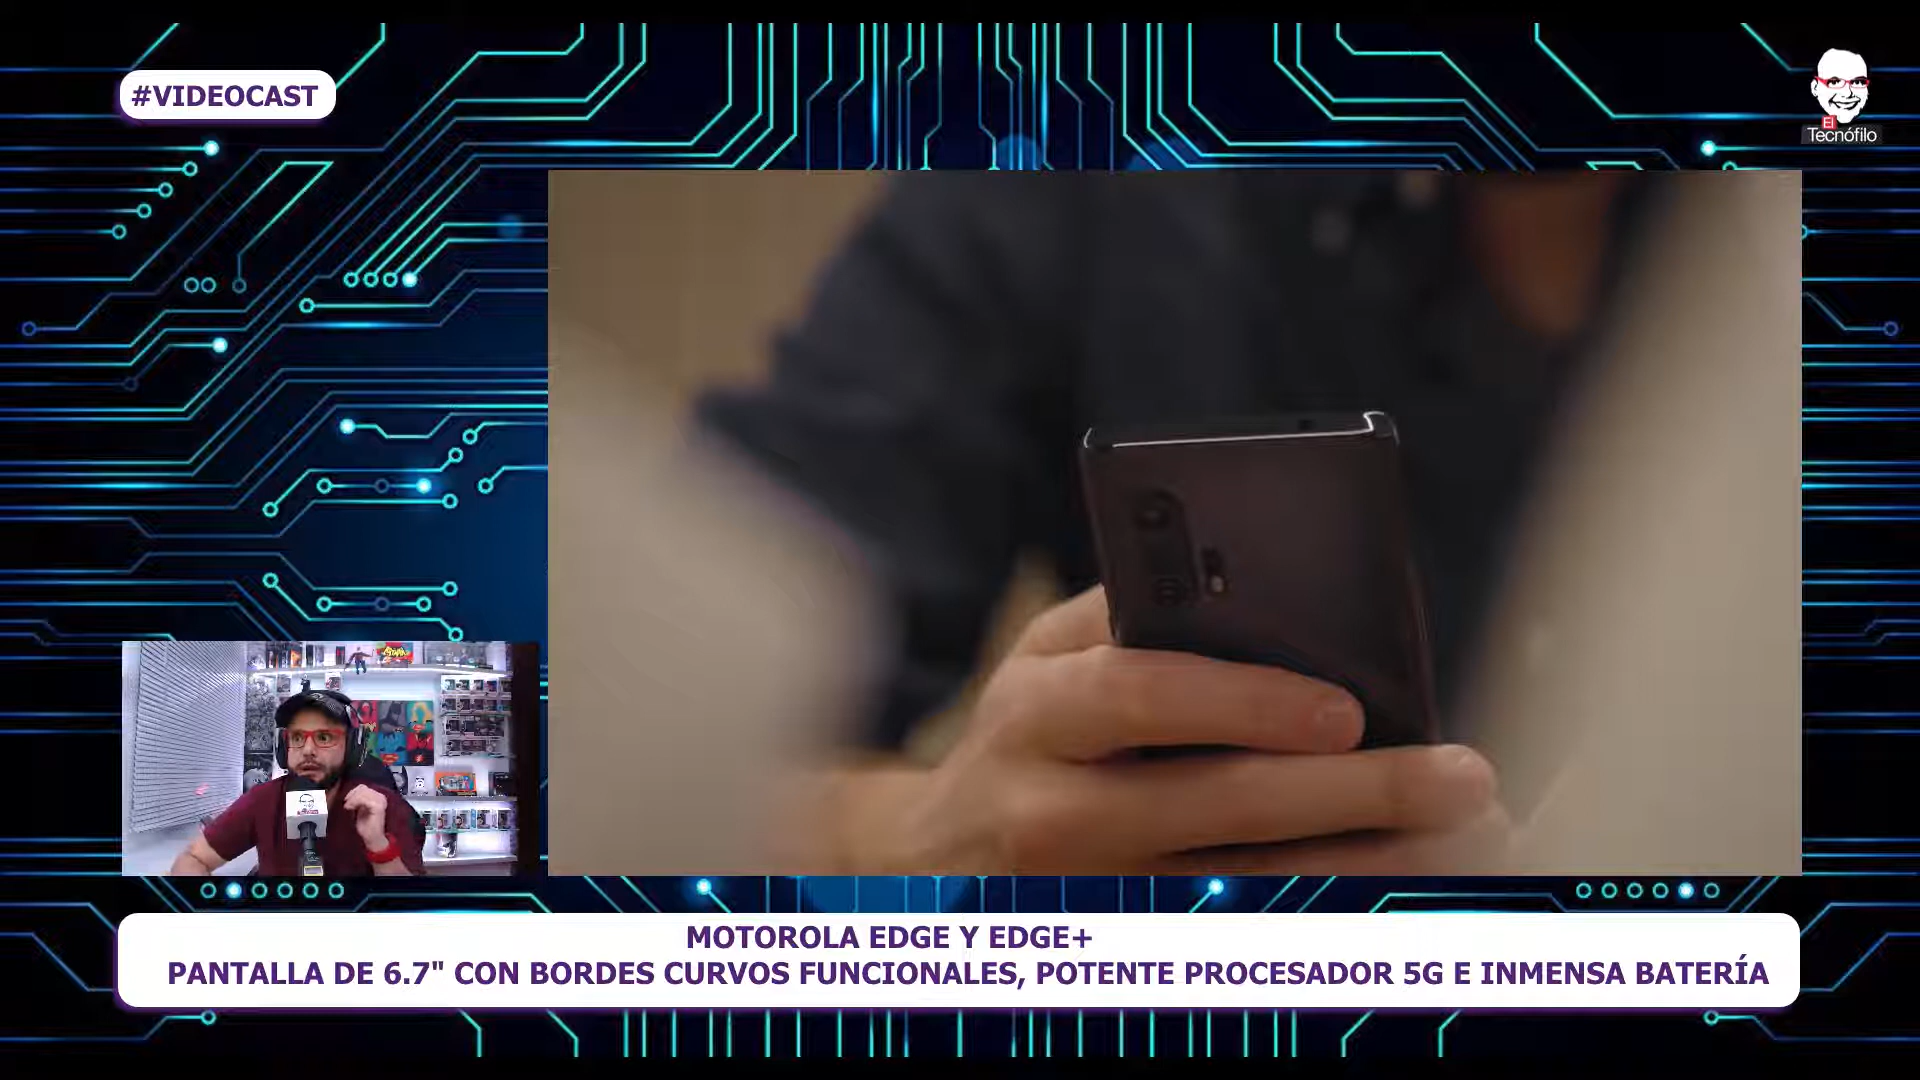 #VIDEOCAST
El
Tecnófilo
MOTOROLA EDGE Y EDGE+
PANTALLA DE 6.7" CON BORDES CURVOS FUNCIONALES, POTENTE PROCESADOR 5G E INMENSA BATERÍA